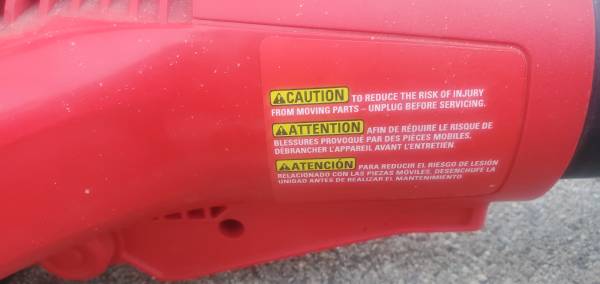 ⚠CAUTION TO REDUCE THE RISK OF INJURY
FROM MOVING PARTS – UNPLUG BEFORE SERVICING.
⚠ATTENTION AFIN DE RÉDUIRE LE RISQUE DE
BLESSURES PROVOQUÉ PAR DES PIÈCES MOBILES.
DÉBRANCHER L'APPAREIL AVANT L'ENTRETIEN.
⚠ATENCIÓN PARA REDUCIR EL RIESGO DE LESIÓN
RELACIONADO CON LAS PIEZAS MOVILES, DESENCHUFE LA
UNIDAD ANTES DE REALIZAR EL MANTENIMIENTO.